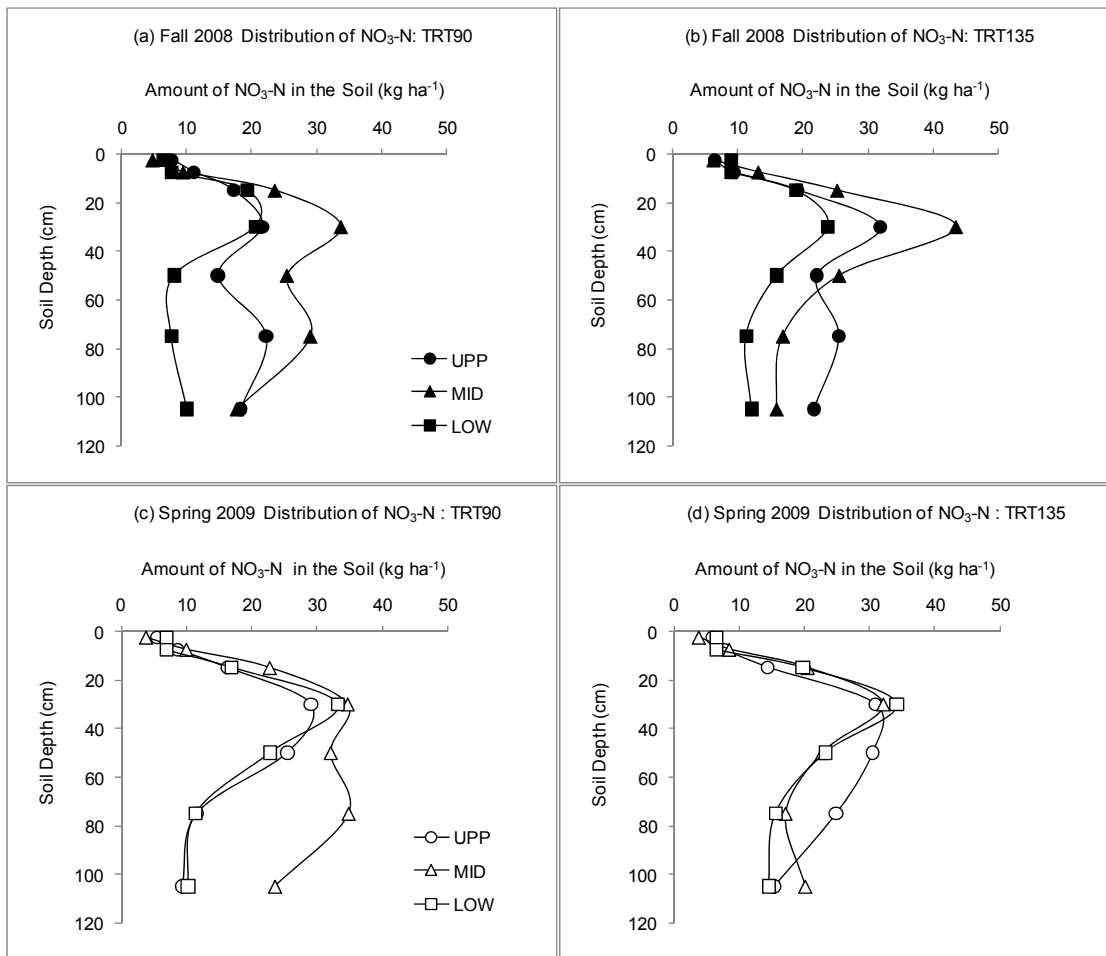 (a) Fall 2008 Distribution of NO₃-N: TRT90
Amount of NO₃-N in the Soil (kg ha⁻¹)
0 10 20 30 40 50
0
20
40
60
80
100
120
Soil Depth (cm)
UPP
MID
LOW
(b) Fall 2008 Distribution of NO₃-N: TRT135
Amount of NO₃-N in the Soil (kg ha⁻¹)
0 10 20 30 40 50
0
20
40
60
80
100
120
Soil Depth (cm)
(c) Spring 2009 Distribution of NO₃-N : TRT90
Amount of NO₃-N in the Soil (kg ha⁻¹)
0 10 20 30 40 50
0
20
40
60
80
100
120
Soil Depth (cm)
UPP
MID
LOW
(d) Spring 2009 Distribution of NO₃-N : TRT135
Amount of NO₃-N in the Soil (kg ha⁻¹)
0 10 20 30 40 50
0
20
40
60
80
100
120
Soil Depth (cm)